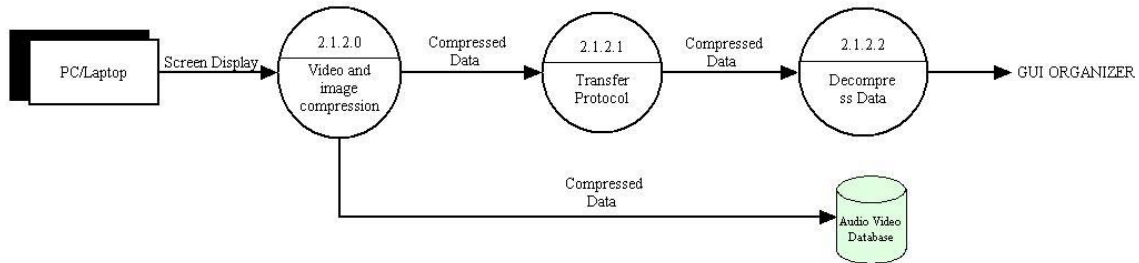 PC/Laptop
Screen Display
2.1.2.0
Video and
image
compression
Compressed
Data
2.1.2.1
Transfer
Protocol
Compressed
Data
2.1.2.2
Decompre
ss Data
GUI ORGANIZER
Compressed
Data
Audio Video
Database